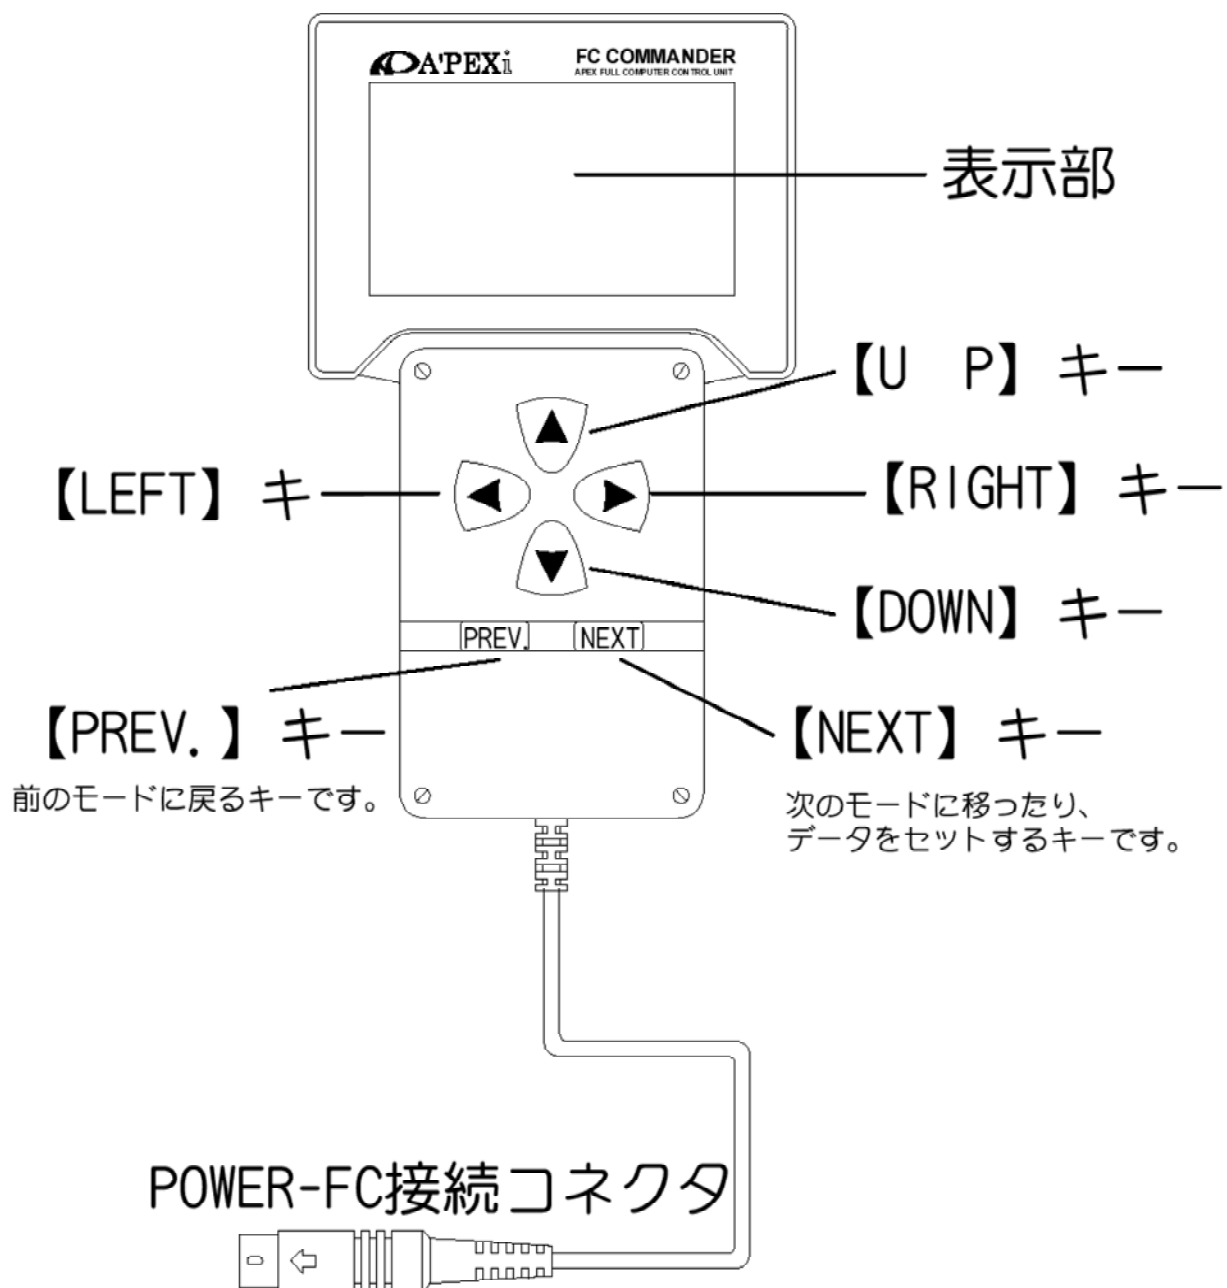 A'PEXi
FC COMMANDER
APEX FULL COMPUTER CONTROL UNIT
表示部
【U P】 キー
【LEFT】 キー
【RIGHT】 キー
【DOWN】 キー
PREV.
NEXT
【PREV.】 キー
前のモードに戻るキーです。
【NEXT】 キー
次のモードに移ったり、
データをセットするキーです。
POWER-FC接続コネクタ